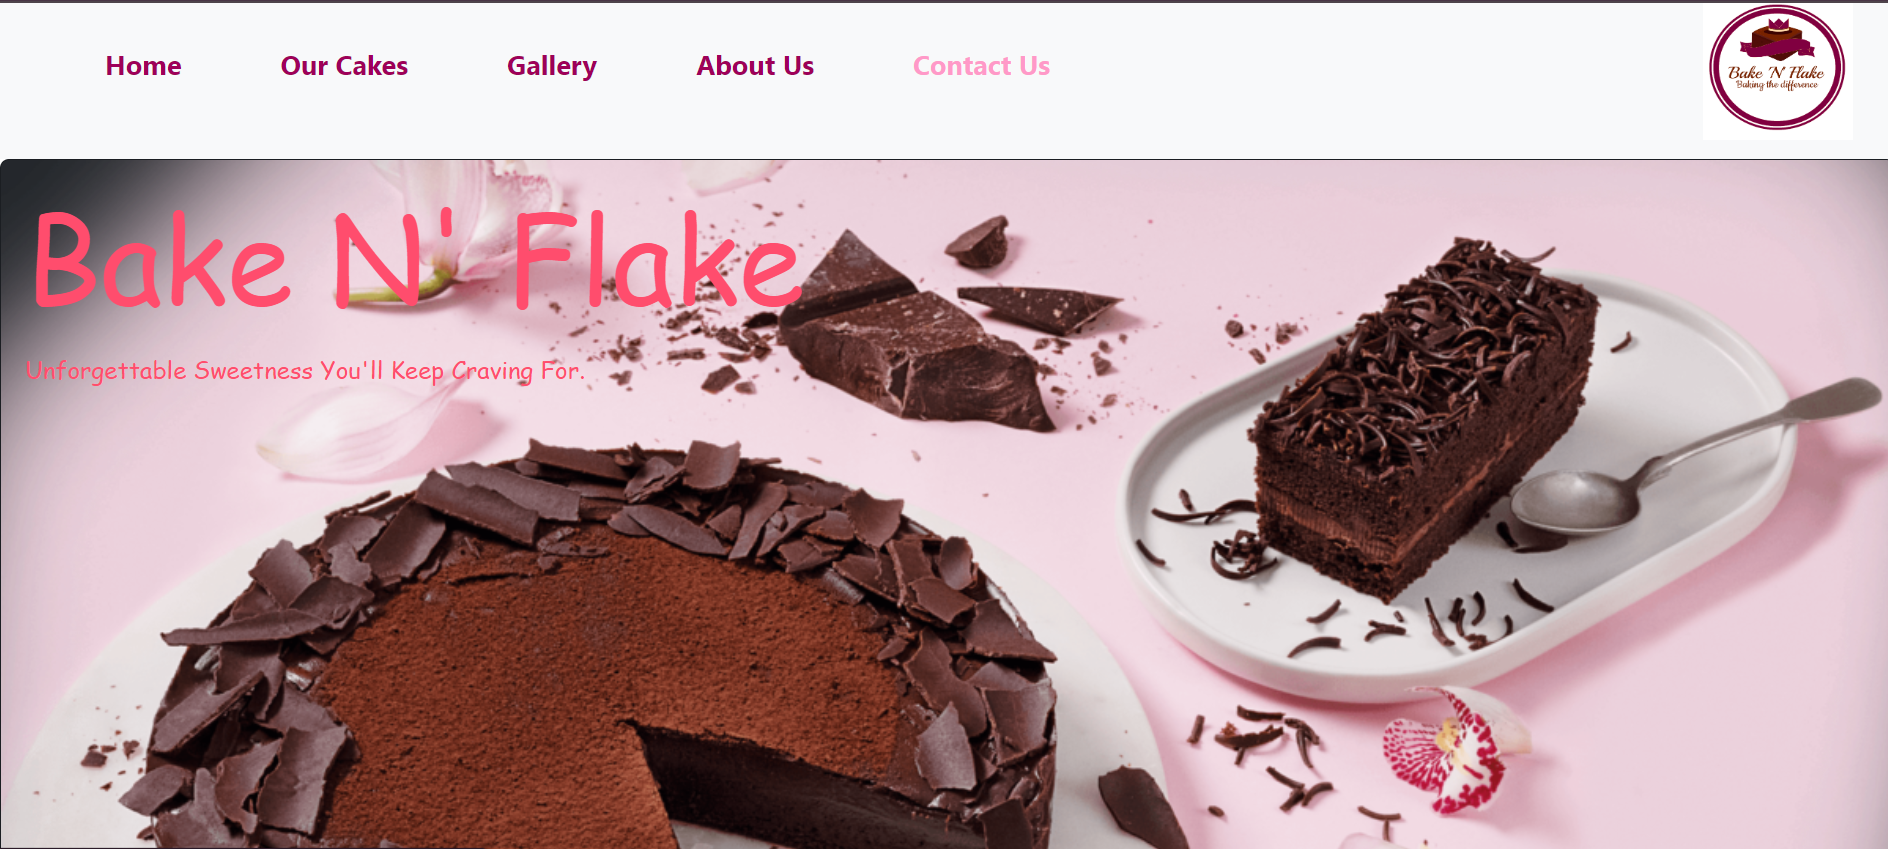 Home Our Cakes Gallery About Us Contact Us
Bake 'N' Flake
Baking the difference
Bake N' Flake
Unforgettable Sweetness You'll Keep Craving For.